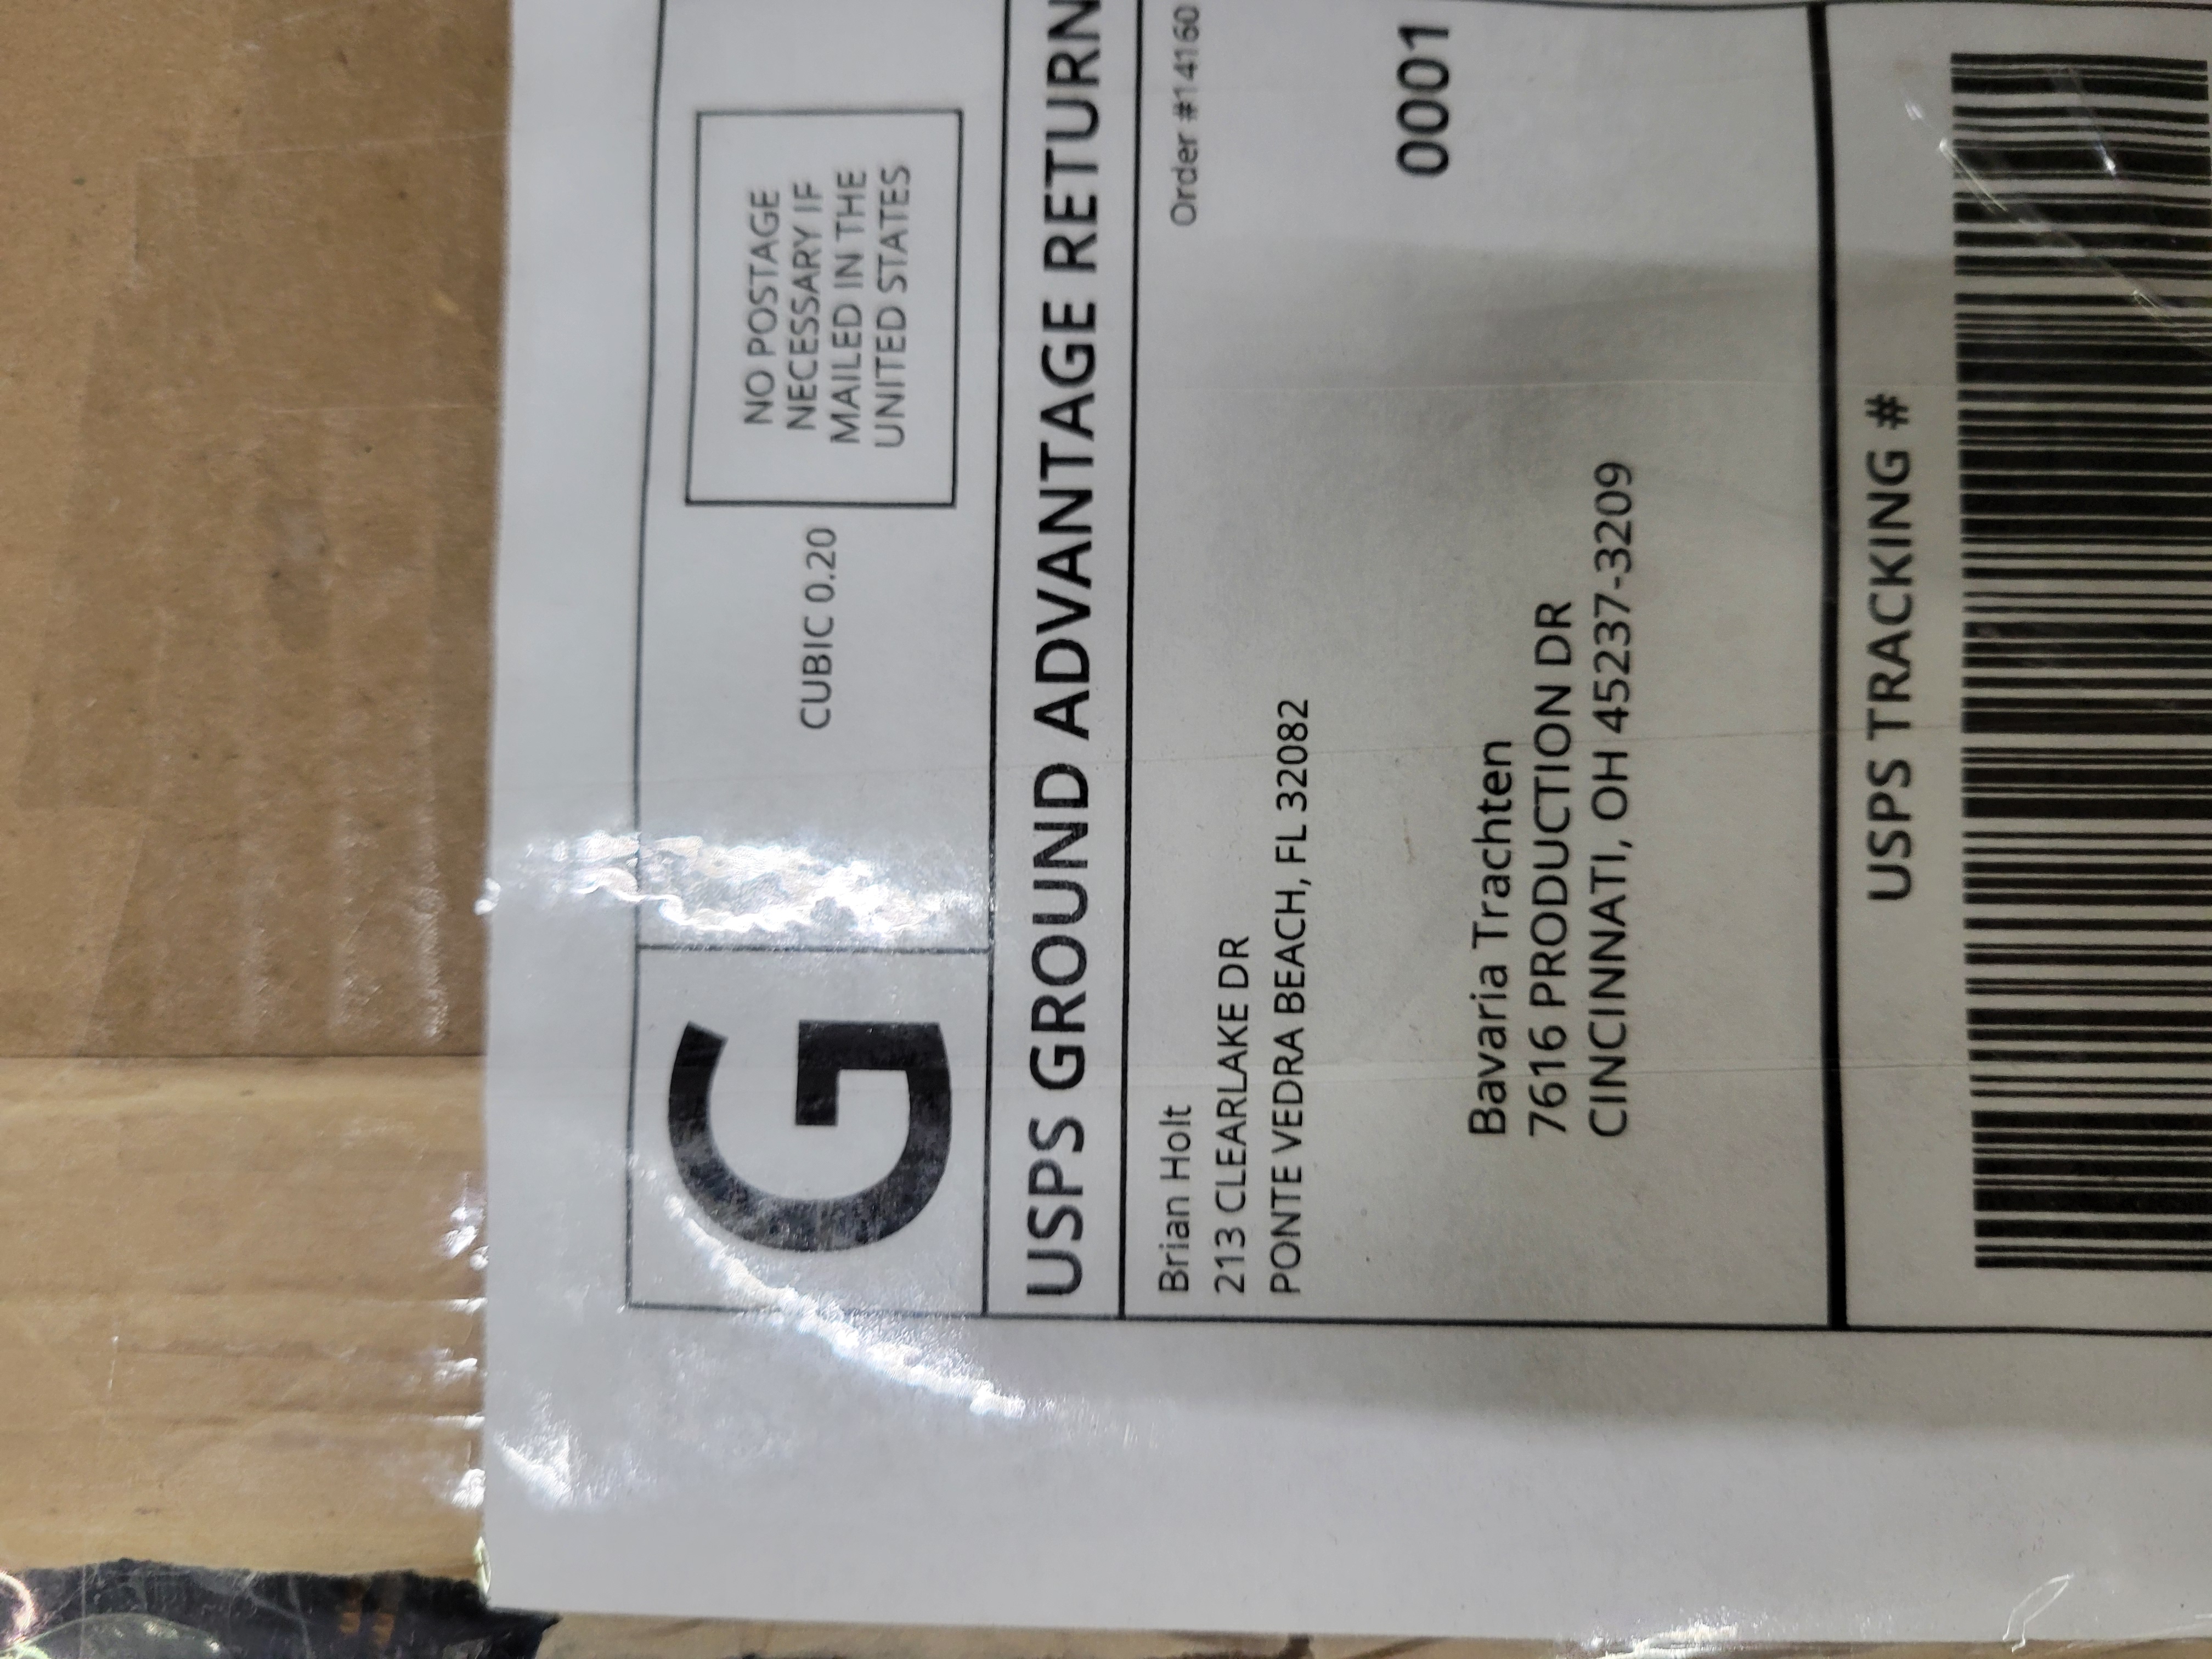 G
CUBIC 0.20
NO POSTAGE
NECESSARY IF
MAILED IN THE
UNITED STATES
USPS GROUND ADVANTAGE RETURN
Brian Holt
213 CLEARLAKE DR
PONTE VEDRA BEACH, FL 32082
Order #14160
0001
Bavaria Trachten
7616 PRODUCTION DR
CINCINNATI, OH 45237-3209
USPS TRACKING #